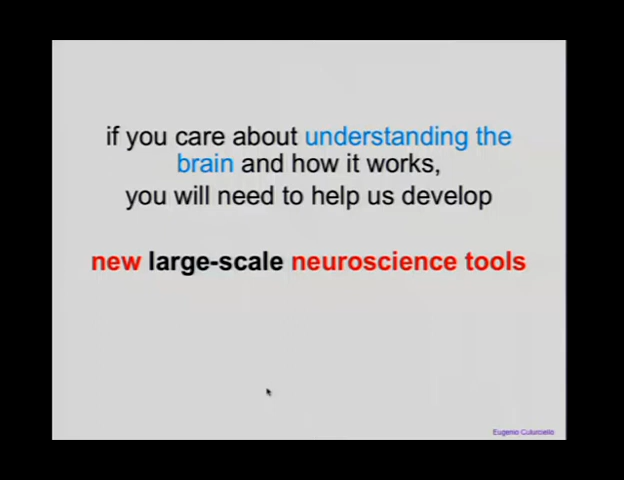 if you care about understanding the
brain and how it works,
you will need to help us develop
new large-scale neuroscience tools
Eugenio Culurciello